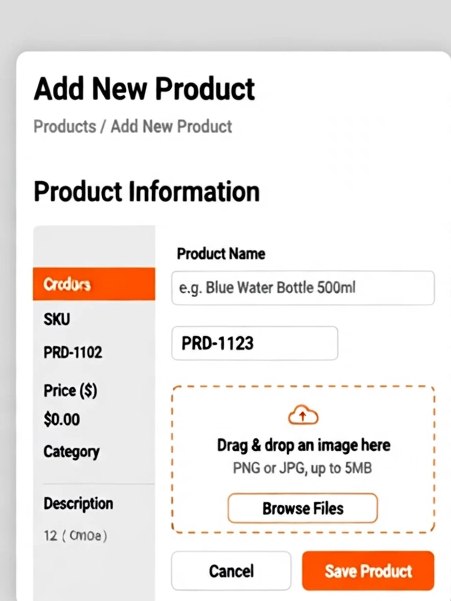 Add New Product
Products / Add New Product
Product Information
Product Name
e.g. Blue Water Bottle 500ml
SKU
PRD-1102
PRD-1123
Price ($)
$0.00
Category
Description
12
Drag & drop an image here
PNG or JPG, up to 5MB
Browse Files
Cancel
Save Product